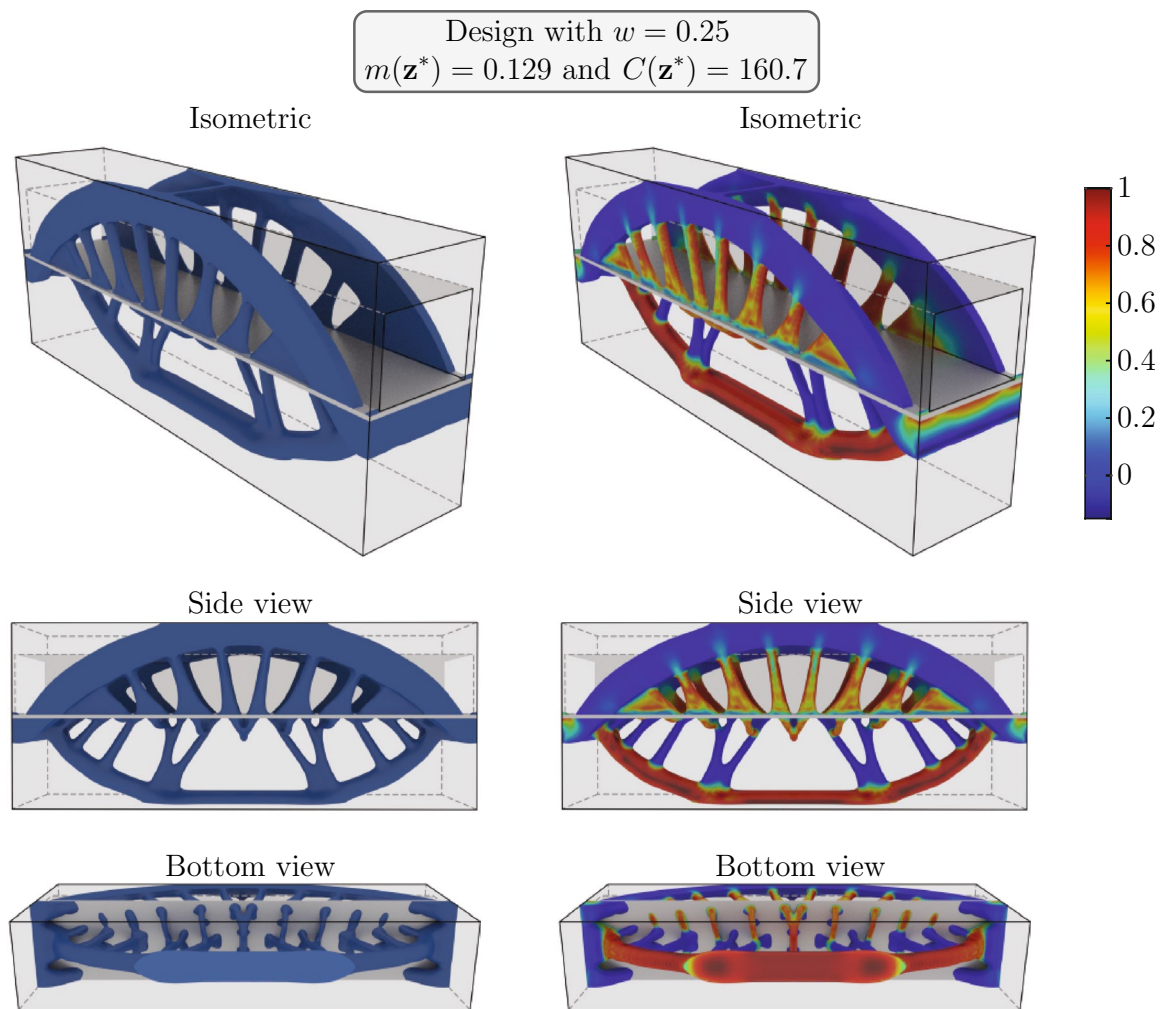 Design with w = 0.25
m(z*) = 0.129 and C(z*) = 160.7
Isometric
Isometric
1
0.8
0.6
0.4
0.2
0
Side view
Side view
Bottom view
Bottom view